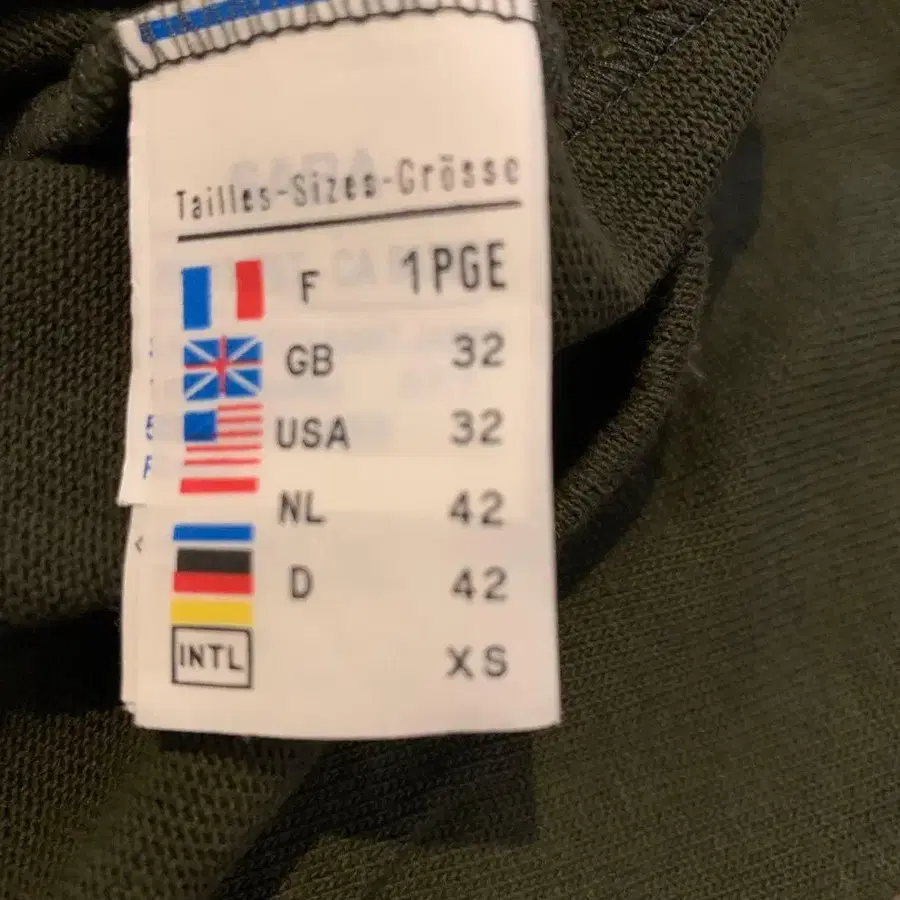 Tailles-Sizes-Grösse
F 1PGE
GB 32
USA 32
NL 42
D 42
INTL XS